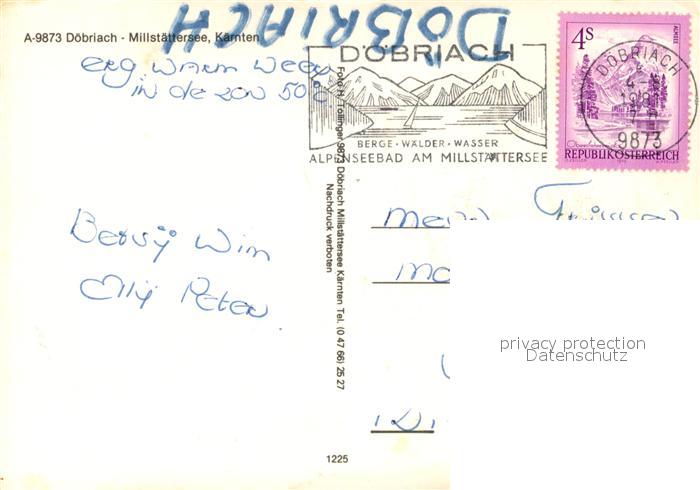 DÖBRIACH
A-9873 Döbriach · Millstättersee, Kärnten
erg warm weer
in de zon 50°C
DÖBRIACH
BERGE · WÄLDER · WASSER
ALPENSEEBAD AM MILLSTÄTTERSEE
4S
ALMSEE
REPUBLIK ÖSTERREICH
DÖBRIACH
9873
Foto H. Tollinger 9873 Döbriach Millstättersee Kärnten Tel. (0 47 66) 25 27
Nachdruck verboten
Betsÿ Wim
Elly Peter
privacy protection
Datenschutz
1225